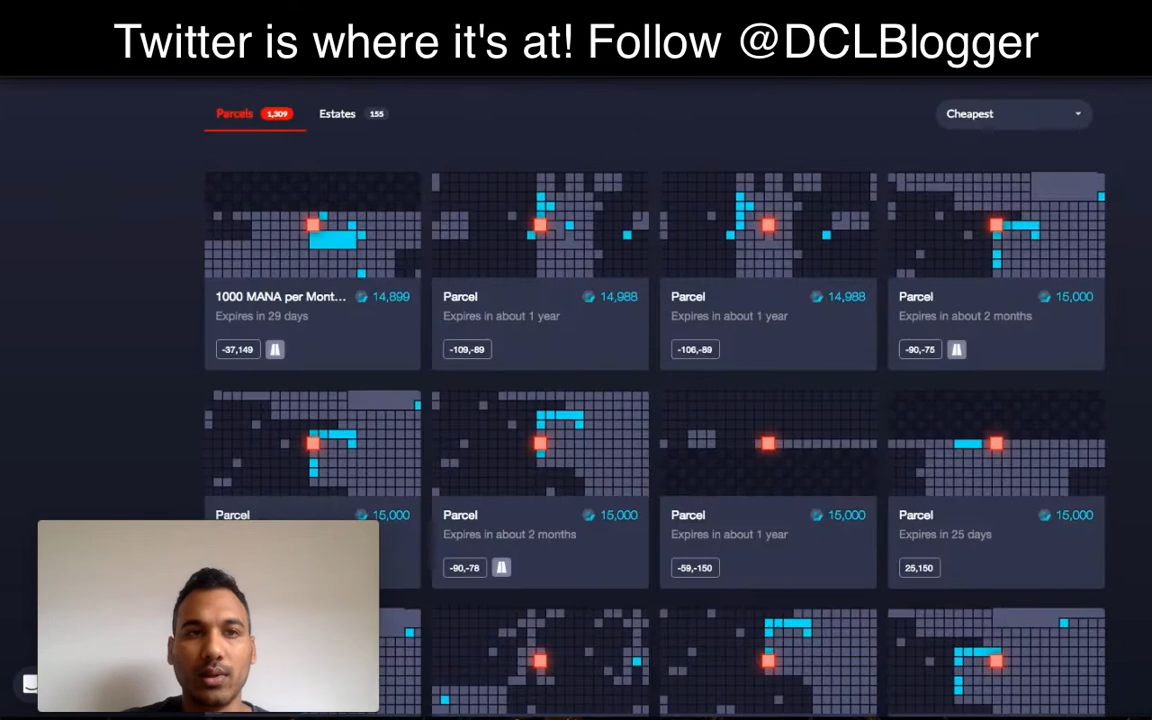 Twitter is where it's at! Follow @DCLBlogger
Parcels 1,309 Estates 155
Cheapest
1000 MANA per Mont... 14,899
Expires in 29 days
-37,149
Parcel 14,988
Expires in about 1 year
-109,-89
Parcel 14,988
Expires in about 1 year
-106,-89
Parcel 15,000
Expires in about 2 months
-90,-75
Parcel 15,000
Parcel 15,000
Expires in about 2 months
-90,-78
Parcel 15,000
Expires in about 1 year
-59,-150
Parcel 15,000
Expires in 25 days
25,150